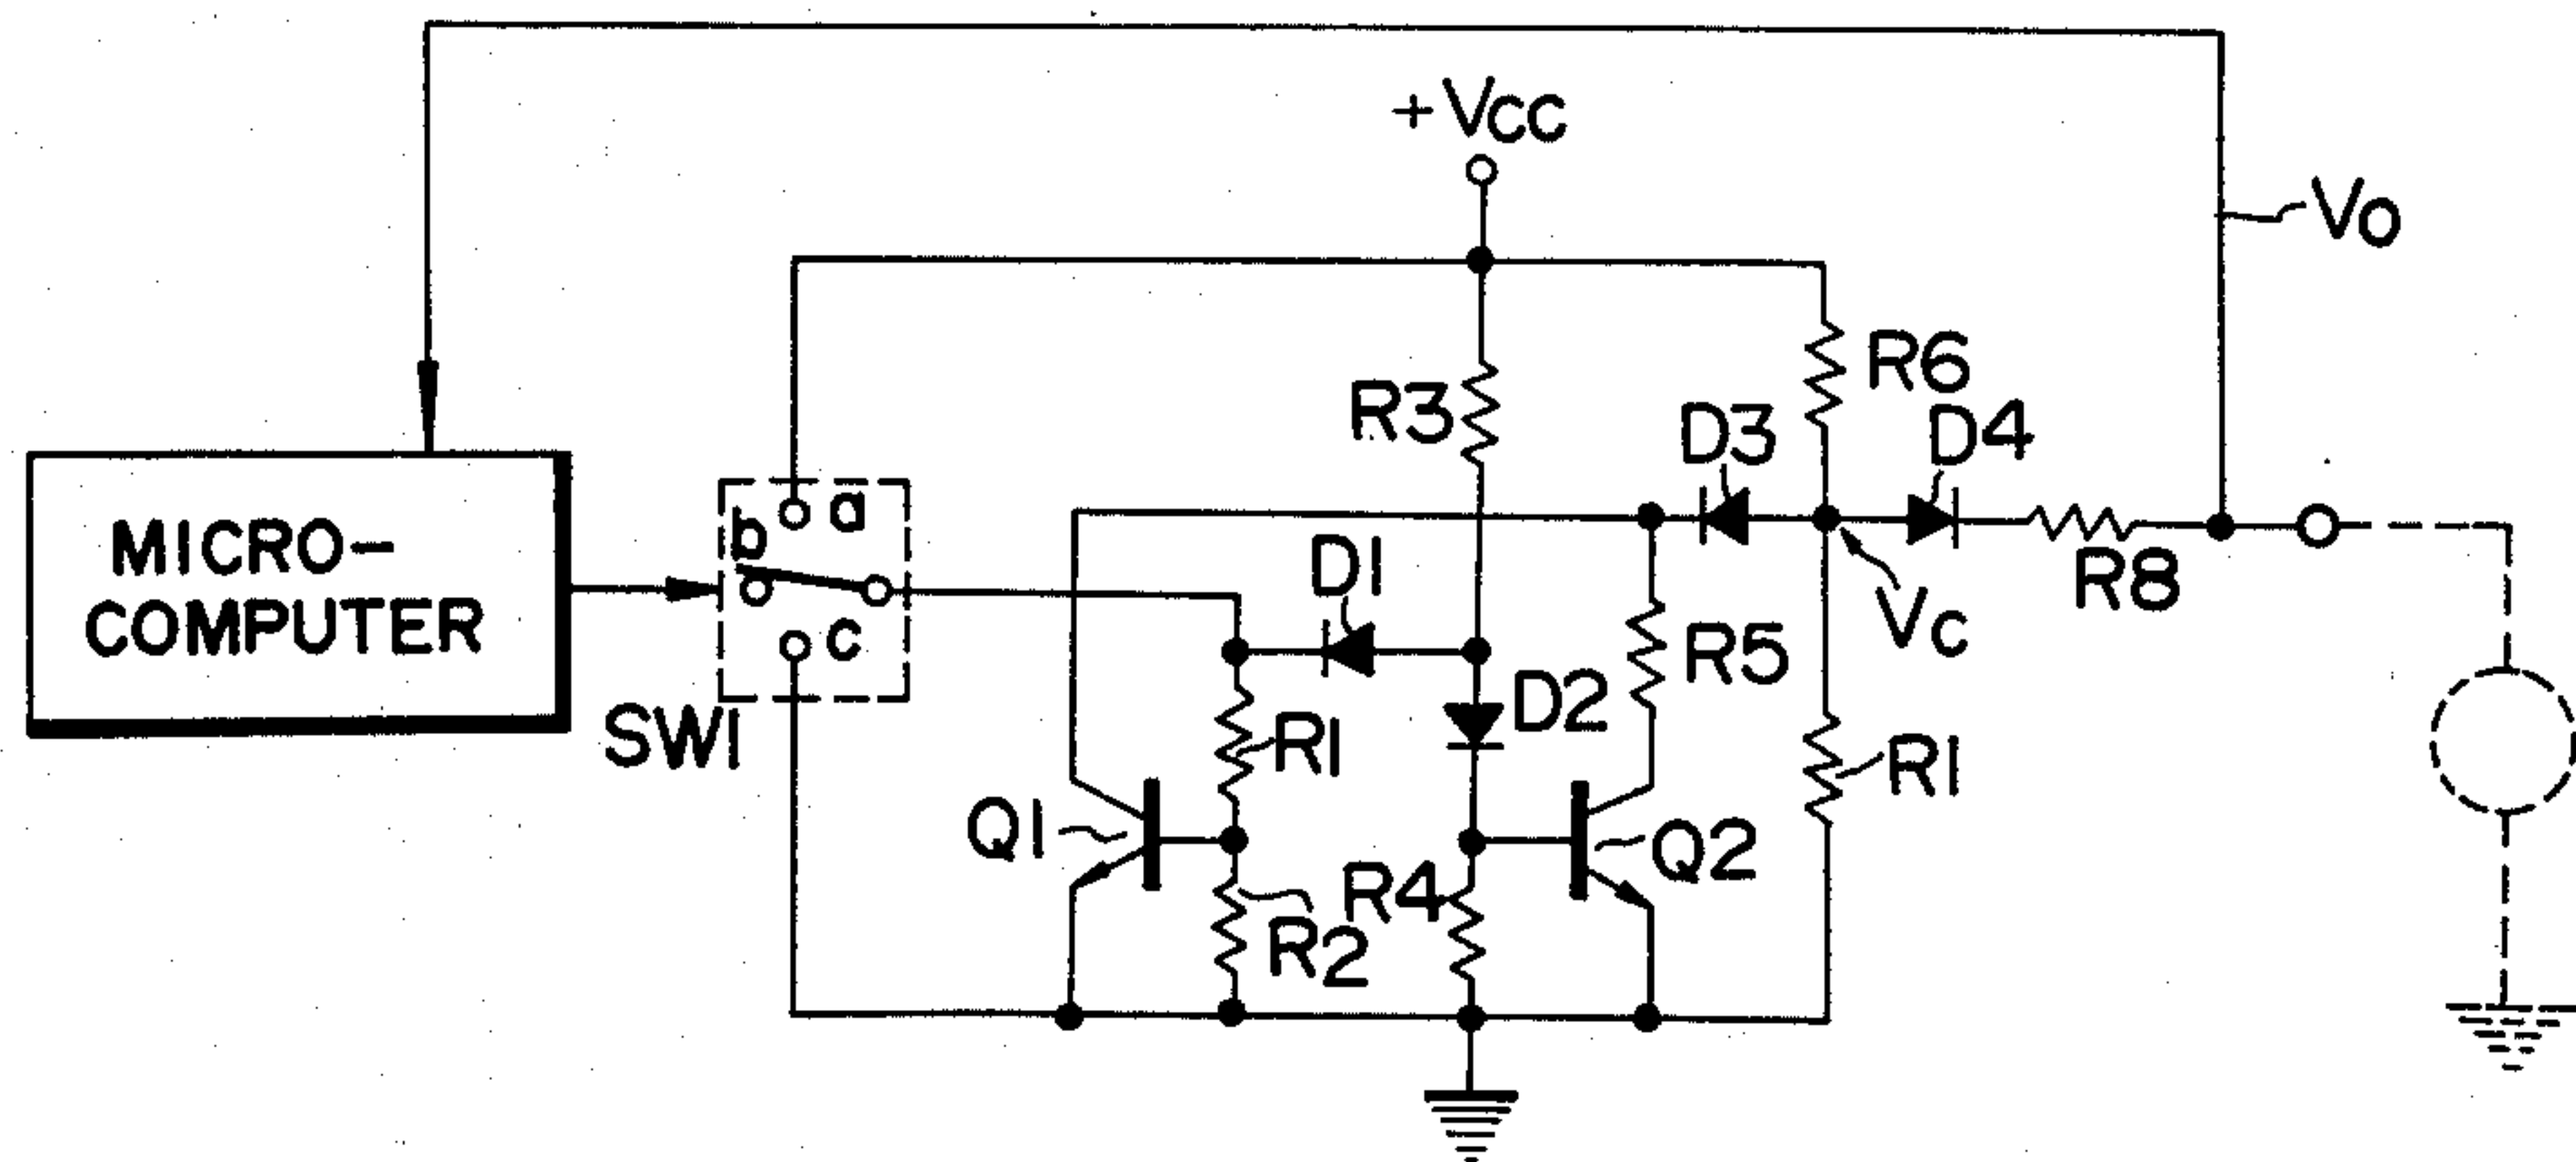 +VCC
VO
R6
R3
D3
D4
a
b
MICRO-
COMPUTER
D1
R8
VC
c
R5
D2
SW1
R1
R1
Q1
Q2
R4
R2